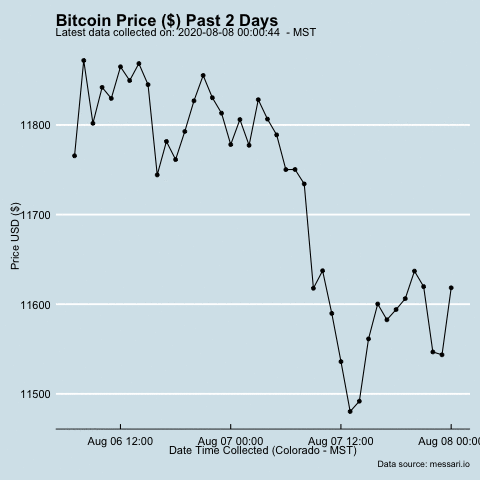 Bitcoin Price ($) Past 2 Days
Latest data collected on: 2020-08-08 00:00:44 - MST
Price USD ($)
11800
11700
11600
11500
Aug 06 12:00
Aug 07 00:00
Aug 07 12:00
Aug 08 00:00
Date Time Collected (Colorado - MST)
Data source: messari.io